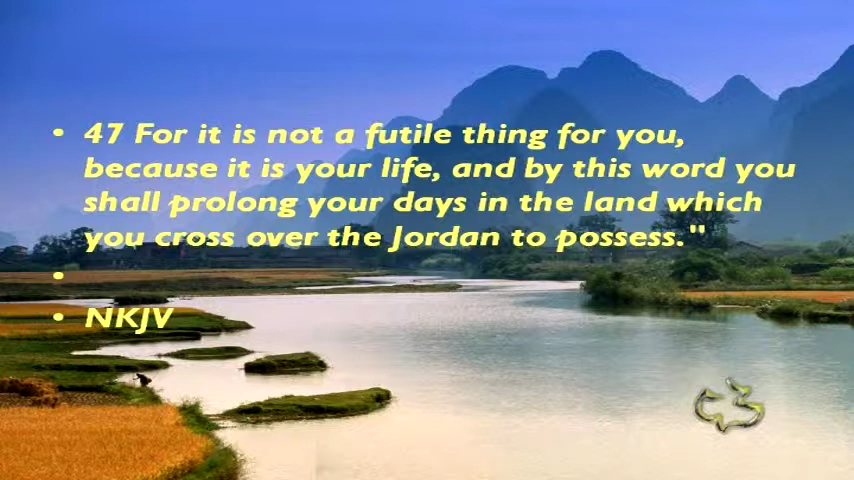 • 47 For it is not a futile thing for you,
because it is your life, and by this word you
shall prolong your days in the land which
you cross over the Jordan to possess."
•
• NKJV